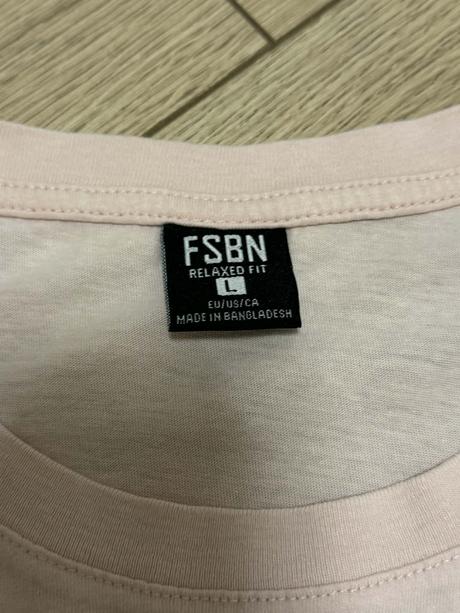 FSBN
RELAXED FIT
L
EU/US/CA
MADE IN BANGLADESH